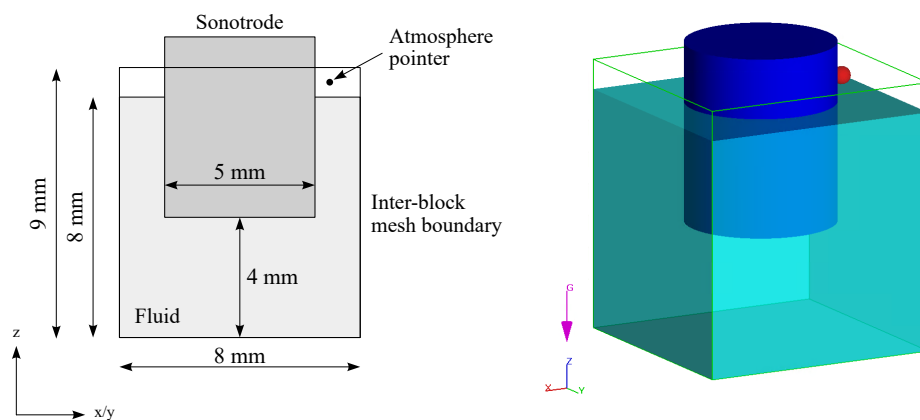 Sonotrode
Atmosphere
pointer
9 mm
8 mm
5 mm
Inter-block
mesh boundary
4 mm
Fluid
8 mm
z
x/y
G
Z
X
Y